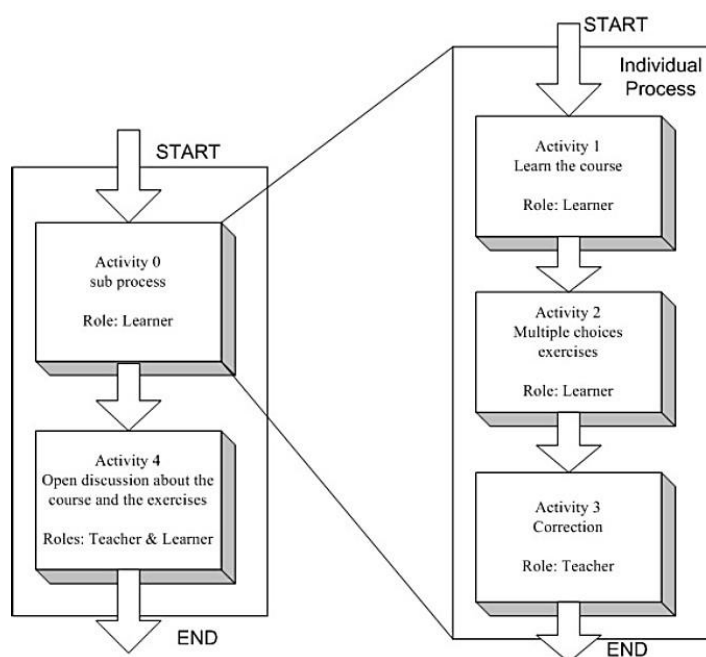 START
Activity 0
sub process
Role: Learner
Activity 4
Open discussion about the
course and the exercises
Roles: Teacher & Learner
END
START
Individual
Process
Activity 1
Learn the course
Role: Learner
Activity 2
Multiple choices
exercises
Role: Learner
Activity 3
Correction
Role: Teacher
END